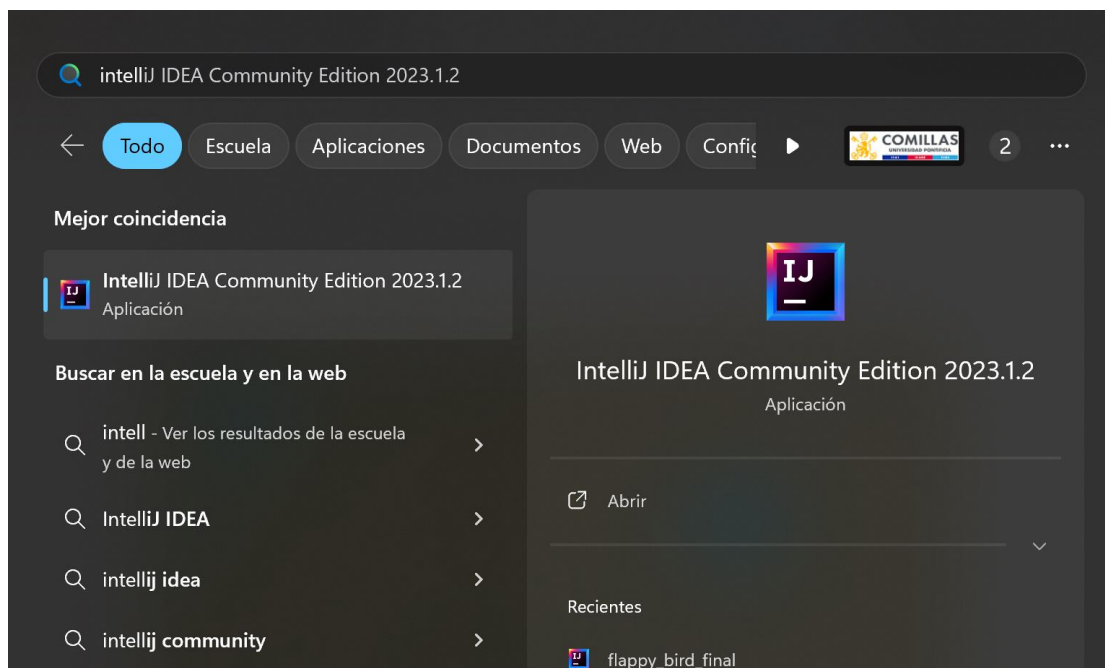 intelliJ IDEA Community Edition 2023.1.2
Todo
Escuela
Aplicaciones
Documentos
Web
Config
COMILLAS
UNIVERSIDAD PONTIFICIA
2
Mejor coincidencia
IntelliJ IDEA Community Edition 2023.1.2
Aplicación
Buscar en la escuela y en la web
intell - Ver los resultados de la escuela
y de la web
IntelliJ IDEA
intellij idea
intellij community
IJ
IntelliJ IDEA Community Edition 2023.1.2
Aplicación
Abrir
Recientes
flappy_bird_final